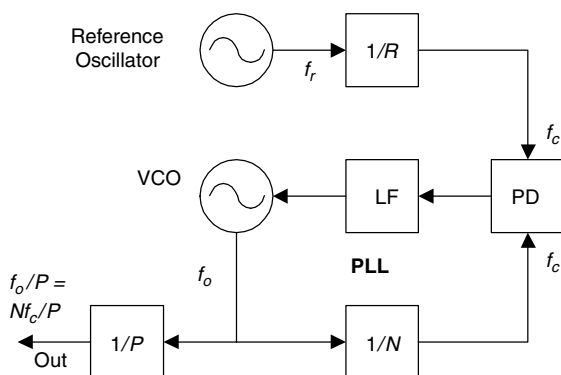 Reference
Oscillator
f_r
1/R
f_c
VCO
LF
PD
f_o
PLL
f_c
f_o/P =
Nf_c/P
Out
1/P
1/N